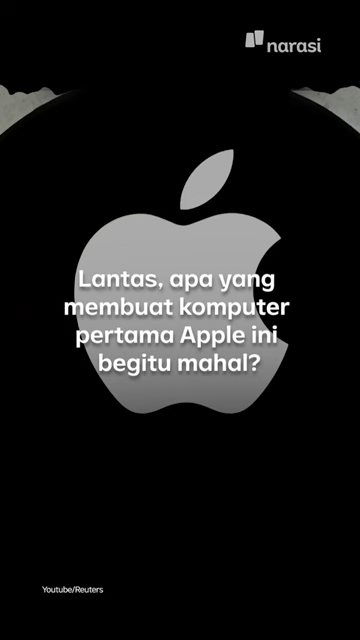 narasi
Lantas, apa yang
membuat komputer
pertama Apple ini
begitu mahal?
Youtube/Reuters